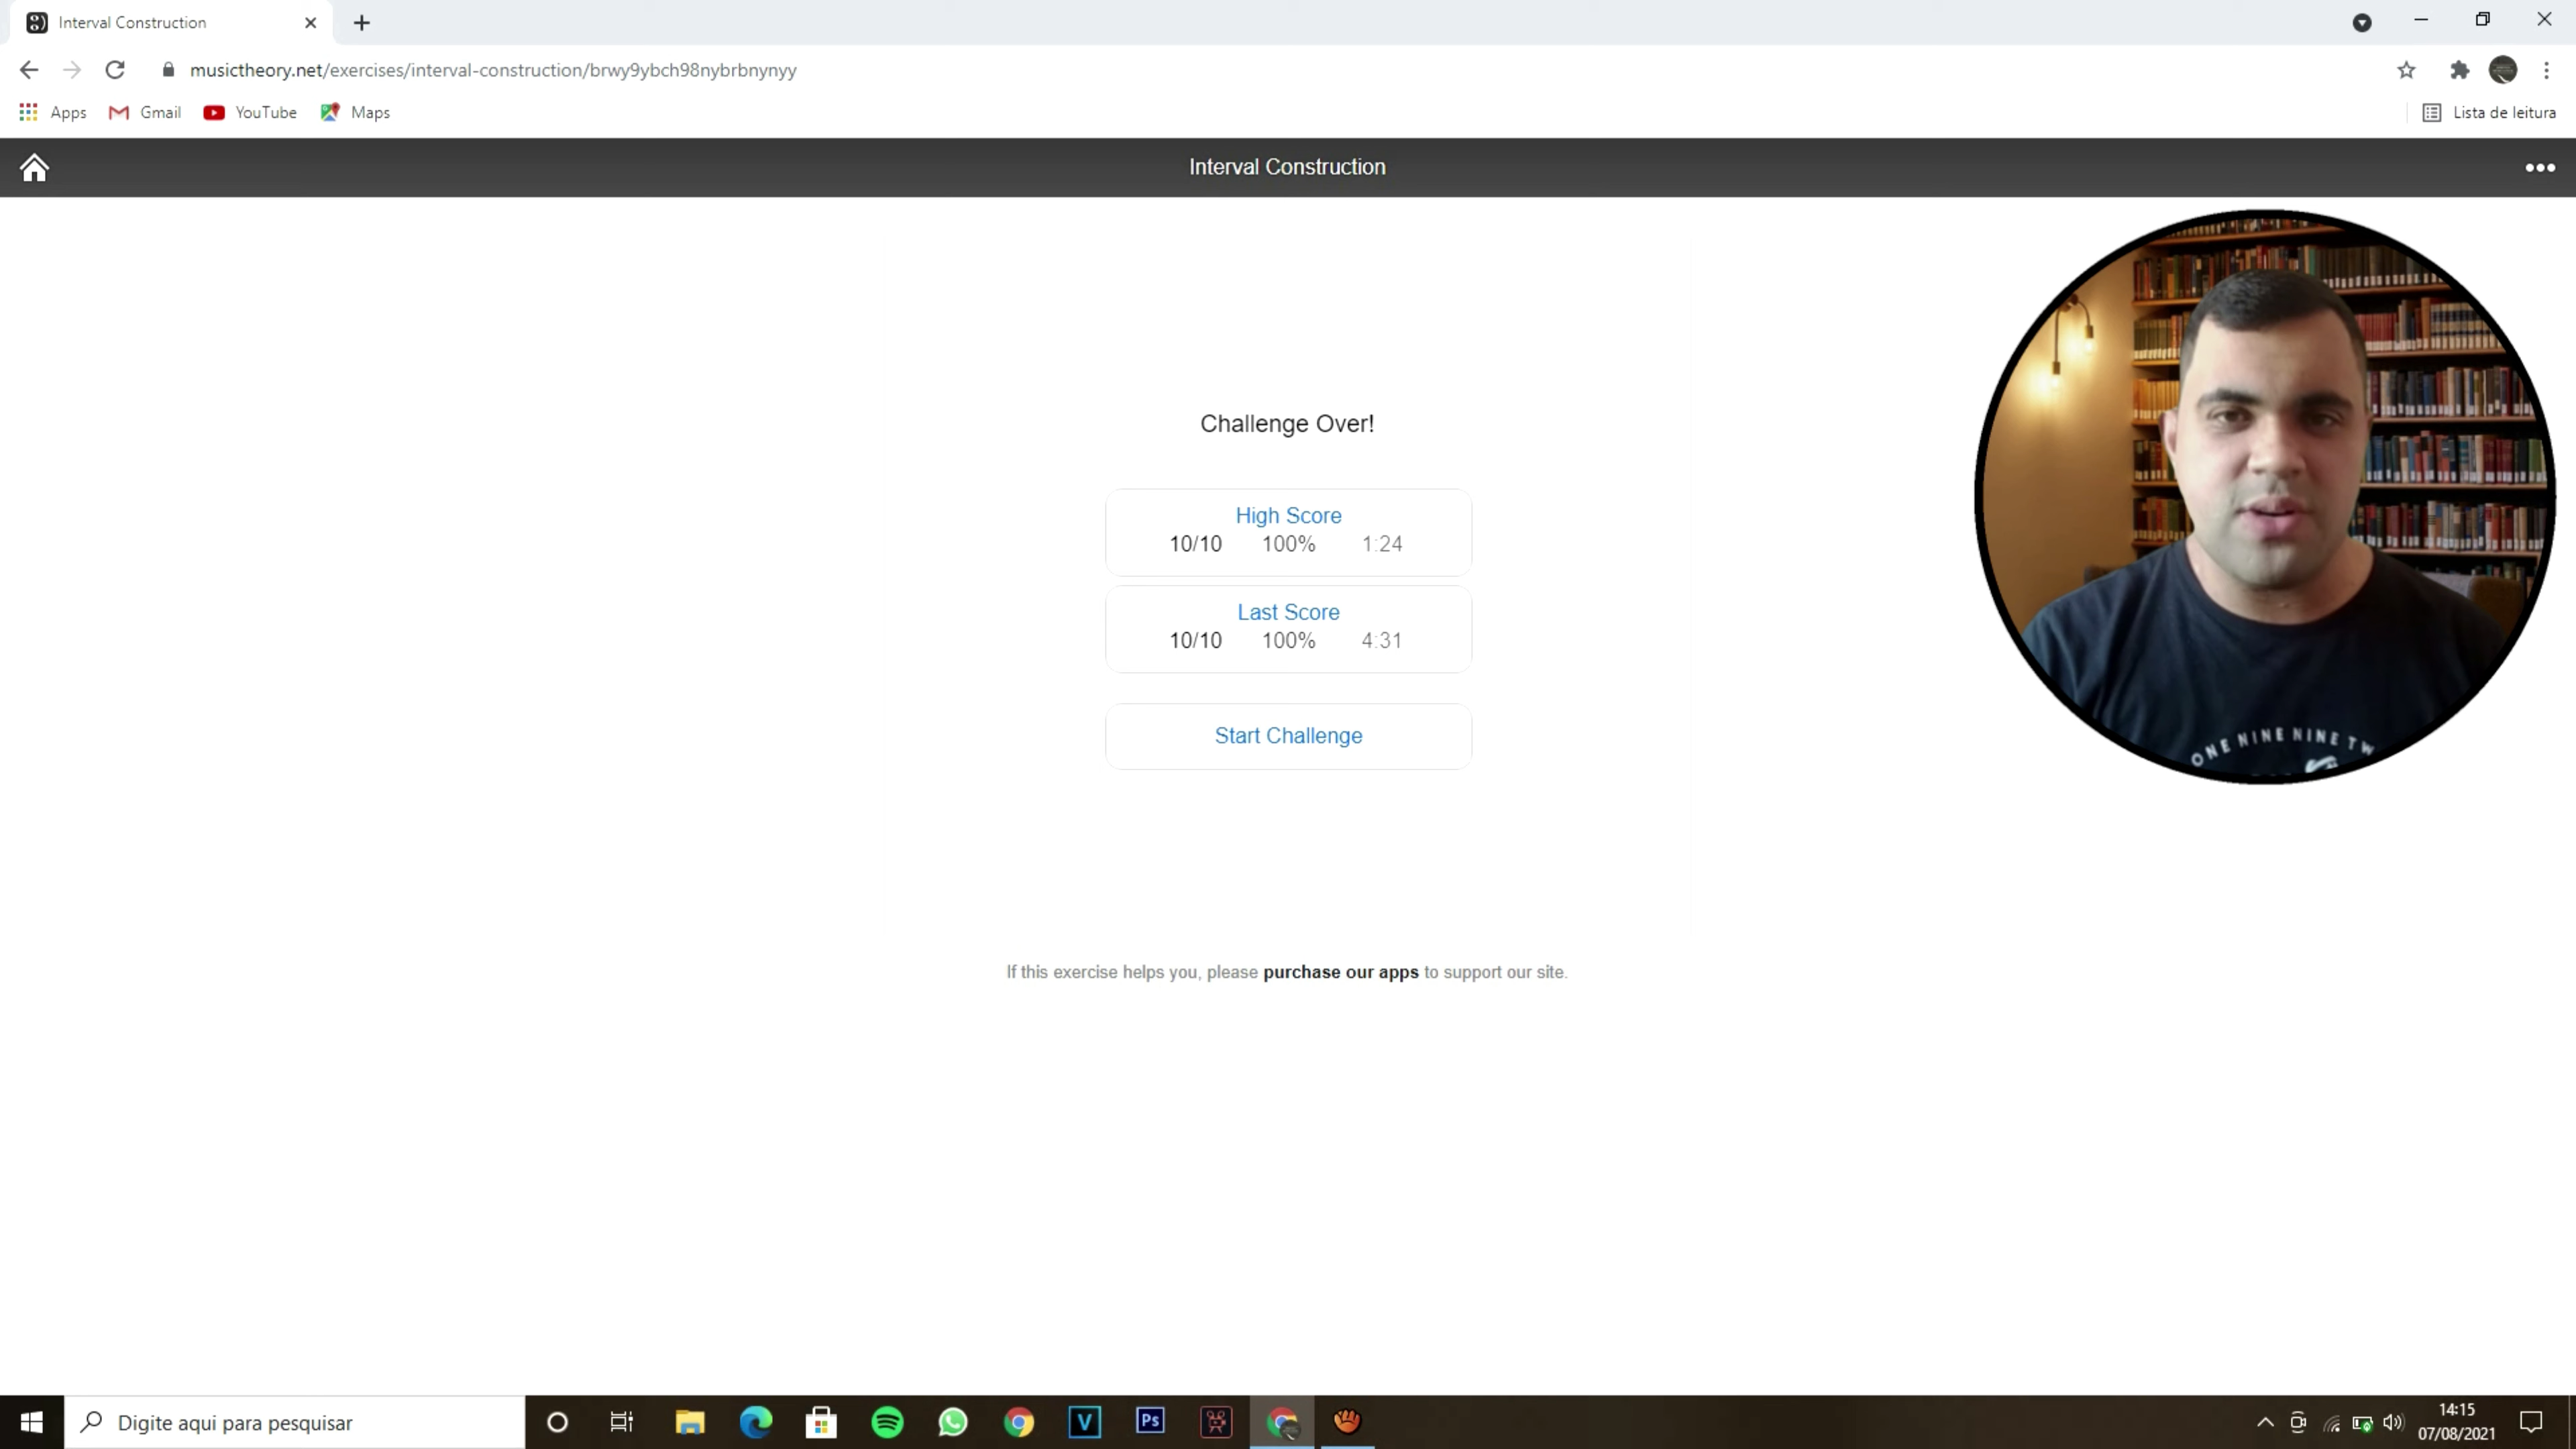 Interval Construction
musictheory.net/exercises/interval-construction/brwy9ybch98nybrbnynyy
Apps Gmail YouTube Maps Lista de leitura
Interval Construction
Challenge Over!
High Score
10/10 100% 1:24
Last Score
10/10 100% 4:31
Start Challenge
ONE NINE NINE TW
If this exercise helps you, please purchase our apps to support our site.
Digite aqui para pesquisar
V
Ps
14:15
07/08/2021